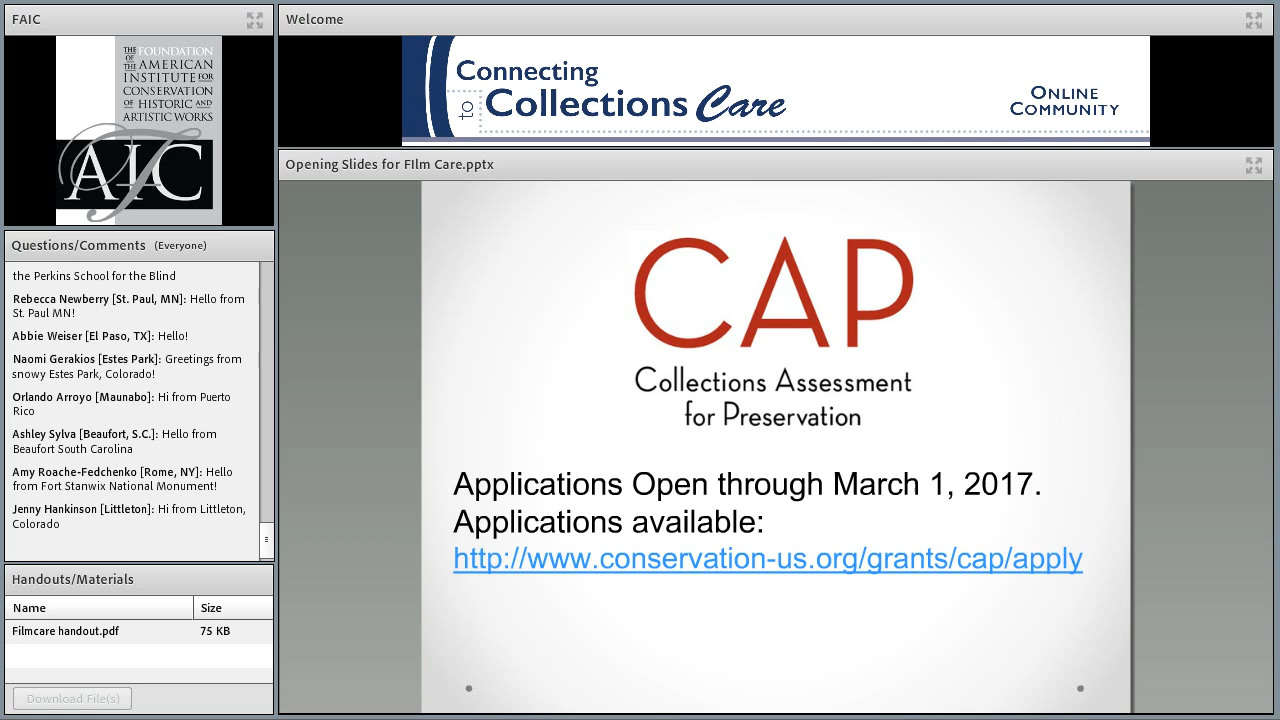 FAIC
THE FOUNDATION
OF THE AMERICAN
INSTITUTE FOR
CONSERVATION
OF HISTORIC AND
ARTISTIC WORKS
AIC
Questions/Comments (Everyone)
the Perkins School for the Blind
Rebecca Newberry [St. Paul, MN]: Hello from
St. Paul MN!
Abbie Weiser [El Paso, TX]: Hello!
Naomi Gerakios [Estes Park]: Greetings from
snowy Estes Park, Colorado!
Orlando Arroyo [Maunabo]: Hi from Puerto
Rico
Ashley Sylva [Beaufort, S.C.]: Hello from
Beaufort South Carolina
Amy Roache-Fedchenko [Rome, NY]: Hello
from Fort Stanwix National Monument!
Jenny Hankinson [Littleton]: Hi from Littleton,
Colorado
Handouts/Materials
Name Size
Filmcare handout.pdf 75 KB
Download File(s)
Welcome
Connecting
to Collections Care
ONLINE
COMMUNITY
Opening Slides for FIlm Care.pptx
CAP
Collections Assessment
for Preservation
Applications Open through March 1, 2017.
Applications available:
http://www.conservation-us.org/grants/cap/apply